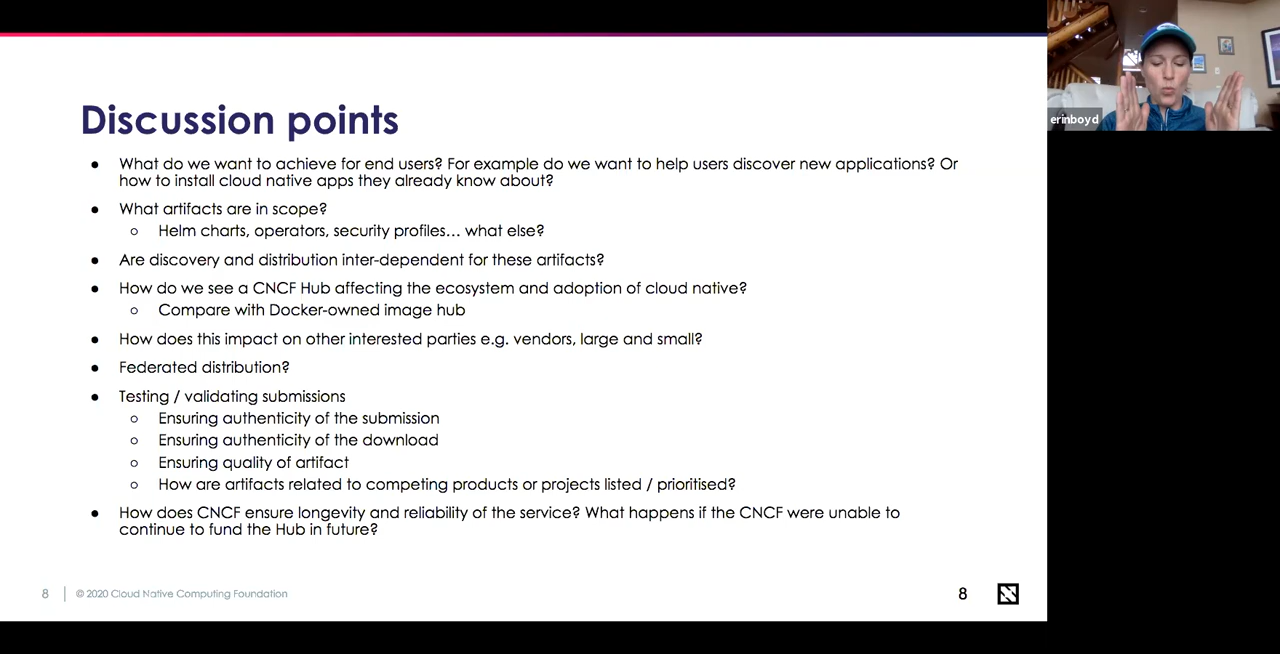 Discussion points
● What do we want to achieve for end users? For example do we want to help users discover new applications? Or
how to install cloud native apps they already know about?
● What artifacts are in scope?
○ Helm charts, operators, security profiles… what else?
● Are discovery and distribution inter-dependent for these artifacts?
● How do we see a CNCF Hub affecting the ecosystem and adoption of cloud native?
○ Compare with Docker-owned image hub
● How does this impact on other interested parties e.g. vendors, large and small?
● Federated distribution?
● Testing / validating submissions
○ Ensuring authenticity of the submission
○ Ensuring authenticity of the download
○ Ensuring quality of artifact
○ How are artifacts related to competing products or projects listed / prioritised?
● How does CNCF ensure longevity and reliability of the service? What happens if the CNCF were unable to
continue to fund the Hub in future?
8 | © 2020 Cloud Native Computing Foundation
8
erinboyd